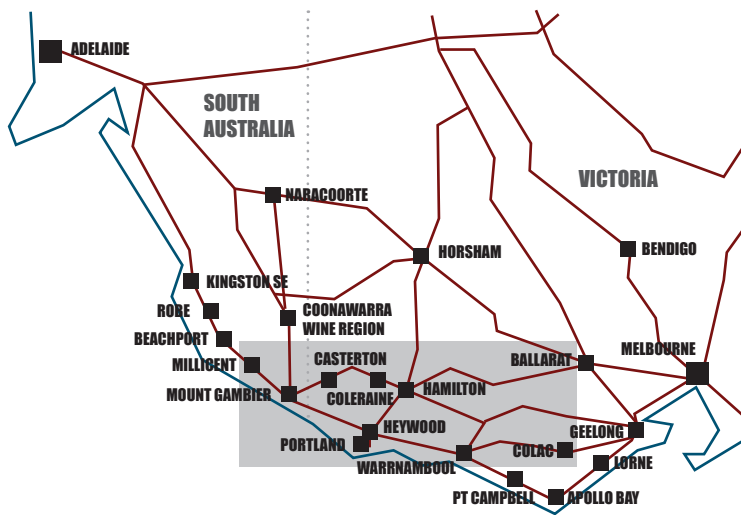 ADELAIDE
SOUTH
AUSTRALIA
VICTORIA
NARACOORTE
HORSHAM
BENDIGO
KINGSTON SE
ROBE
COONAWARRA
WINE REGION
BEACHPORT
MELBOURNE
MILLICENT
CASTERTON
BALLARAT
MOUNT GAMBIER
COLERAINE
HAMILTON
HEYWOOD
GEELONG
PORTLAND
COLAC
WARRNAMBOOL
LORNE
PT CAMPBELL
APOLLO BAY